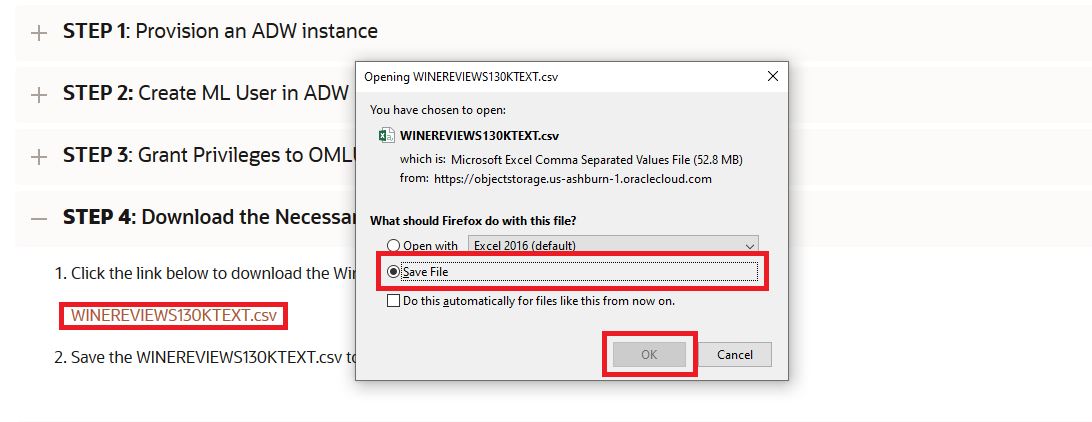 STEP 1: Provision an ADW instance
STEP 2: Create ML User in ADW
STEP 3: Grant Privileges to OML
STEP 4: Download the Necessa
1. Click the link below to download the Wi
WINEREVIEWS130KTEXT.csv
2. Save the WINEREVIEWS130KTEXT.csv to
Opening WINEREVIEWS130KTEXT.csv
You have chosen to open:
WINEREVIEWS130KTEXT.csv
which is: Microsoft Excel Comma Separated Values File (52.8 MB)
from: https://objectstorage.us-ashburn-1.oraclecloud.com
What should Firefox do with this file?
Open with Excel 2016 (default)
Save File
Do this automatically for files like this from now on.
OK Cancel